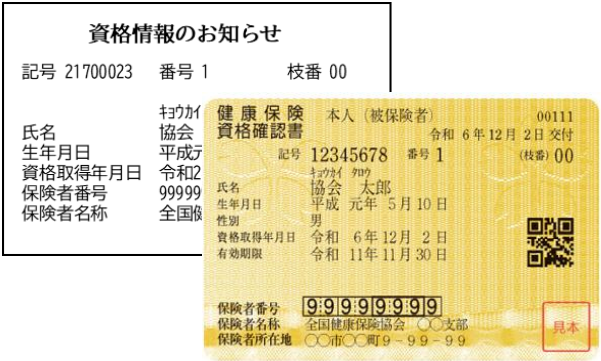 資格情報のお知らせ
記号 21700023 番号 1 枝番 00
ｷｮｳｶｲ
氏名 協会
生年月日 平成元
資格取得年月日 令和2
保険者番号 99999
保険者名称 全国健
健康保険 本人（被保険者） 00111
資格確認書 令和 6年12月 2日交付
記号 12345678 番号 1 (枝番) 00
ｷｮｳｶｲ ﾀﾛｳ
氏名 協会 太郎
生年月日 平成 元年 5月10日
性別 男
資格取得年月日 令和 6年12月 2日
有効期限 令和 11年11月30日
保険者番号 99999999
保険者名称 全国健康保険協会 〇〇支部
保険者所在地 〇〇市〇〇町9-99-99
見本